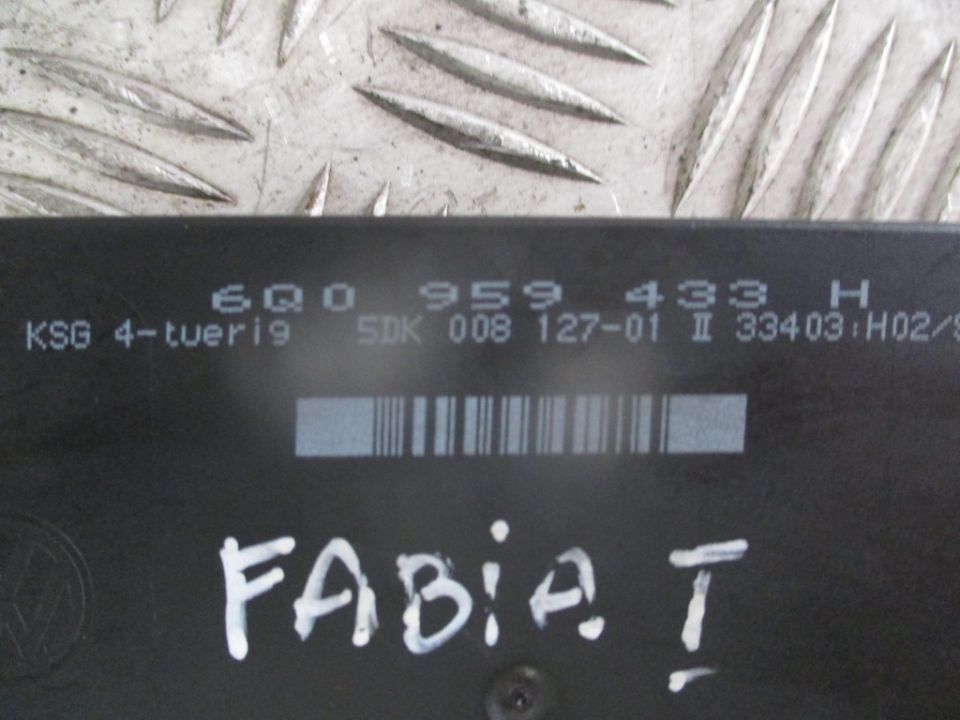 6Q0 959 433 H
KSG 4-tuerig 5DK 008 127-01 II 33403:H02/S
FABiA I